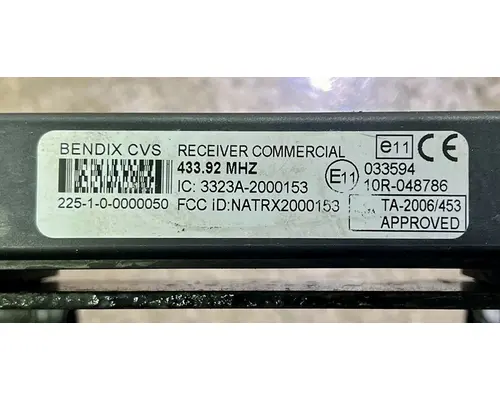 BENDIX CVS
225-1-0-0000050
RECEIVER COMMERCIAL
433.92 MHZ
IC: 3323A-2000153
FCC iD:NATRX2000153
e11 CE
E11 033594
10R-048786
TA-2006/453
APPROVED